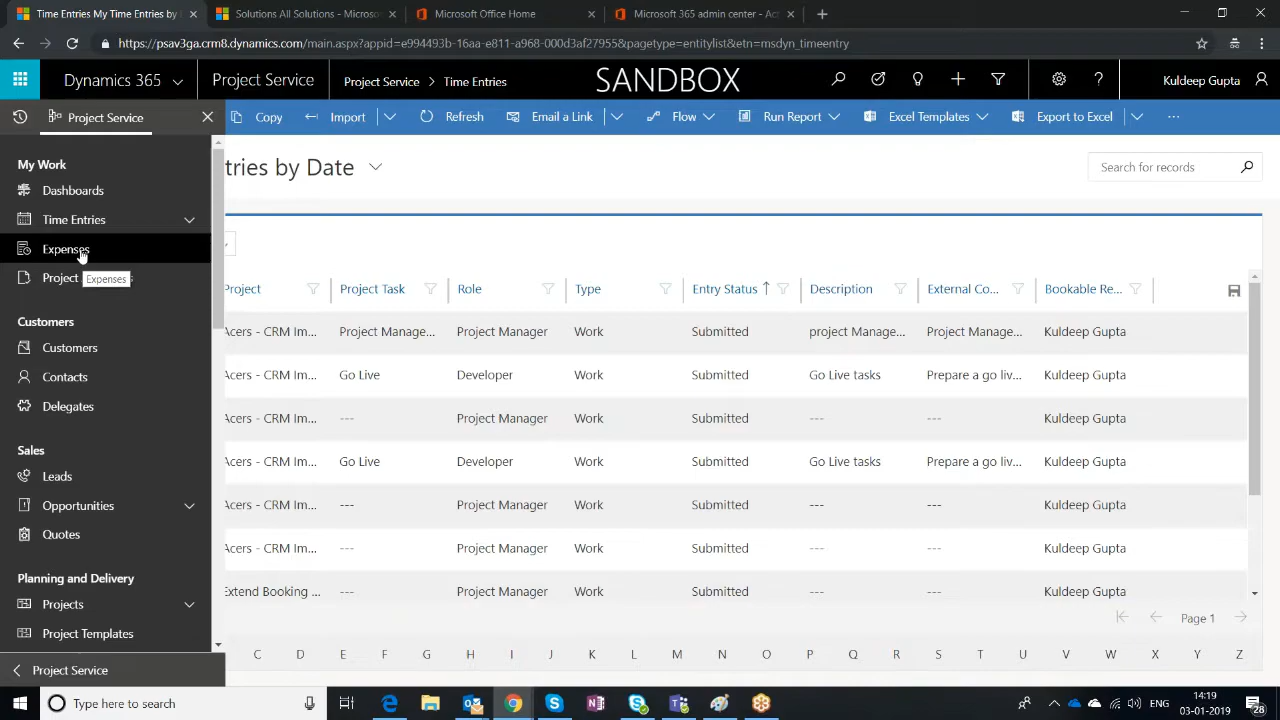 Time Entries My Time Entries by
Solutions All Solutions - Microso
Microsoft Office Home
Microsoft 365 admin center - Ac
https://psav3ga.crm8.dynamics.com/main.aspx?appid=e994493b-16aa-e811-a968-000d3af27955&pagetype=entitylist&etn=msdyn_timeentry
Dynamics 365
Project Service
Project Service > Time Entries
SANDBOX
Kuldeep Gupta
Project Service
Copy
Import
Refresh
Email a Link
Flow
Run Report
Excel Templates
Export to Excel
...
My Work
Dashboards
Time Entries
Expenses
Project
Expenses
Customers
Customers
Contacts
Delegates
Sales
Leads
Opportunities
Quotes
Planning and Delivery
Projects
Project Templates
Project Service
tries by Date
Search for records
Project Project Task Role Type Entry Status Description External Co... Bookable Re...
Acers - CRM Im... Project Manage... Project Manager Work Submitted project Manage... Project Manage... Kuldeep Gupta
Acers - CRM Im... Go Live Developer Work Submitted Go Live tasks Prepare a go liv... Kuldeep Gupta
Acers - CRM Im... --- Project Manager Work Submitted --- --- Kuldeep Gupta
Acers - CRM Im... Go Live Developer Work Submitted Go Live tasks Prepare a go liv... Kuldeep Gupta
Acers - CRM Im... --- Project Manager Work Submitted --- --- Kuldeep Gupta
Acers - CRM Im... --- Project Manager Work Submitted --- --- Kuldeep Gupta
Extend Booking ... --- Project Manager Work Submitted --- --- Kuldeep Gupta
Page 1
C D E F G H I J K L M N O P Q R S T U V W X Y Z
Type here to search
14:19
03-01-2019
28